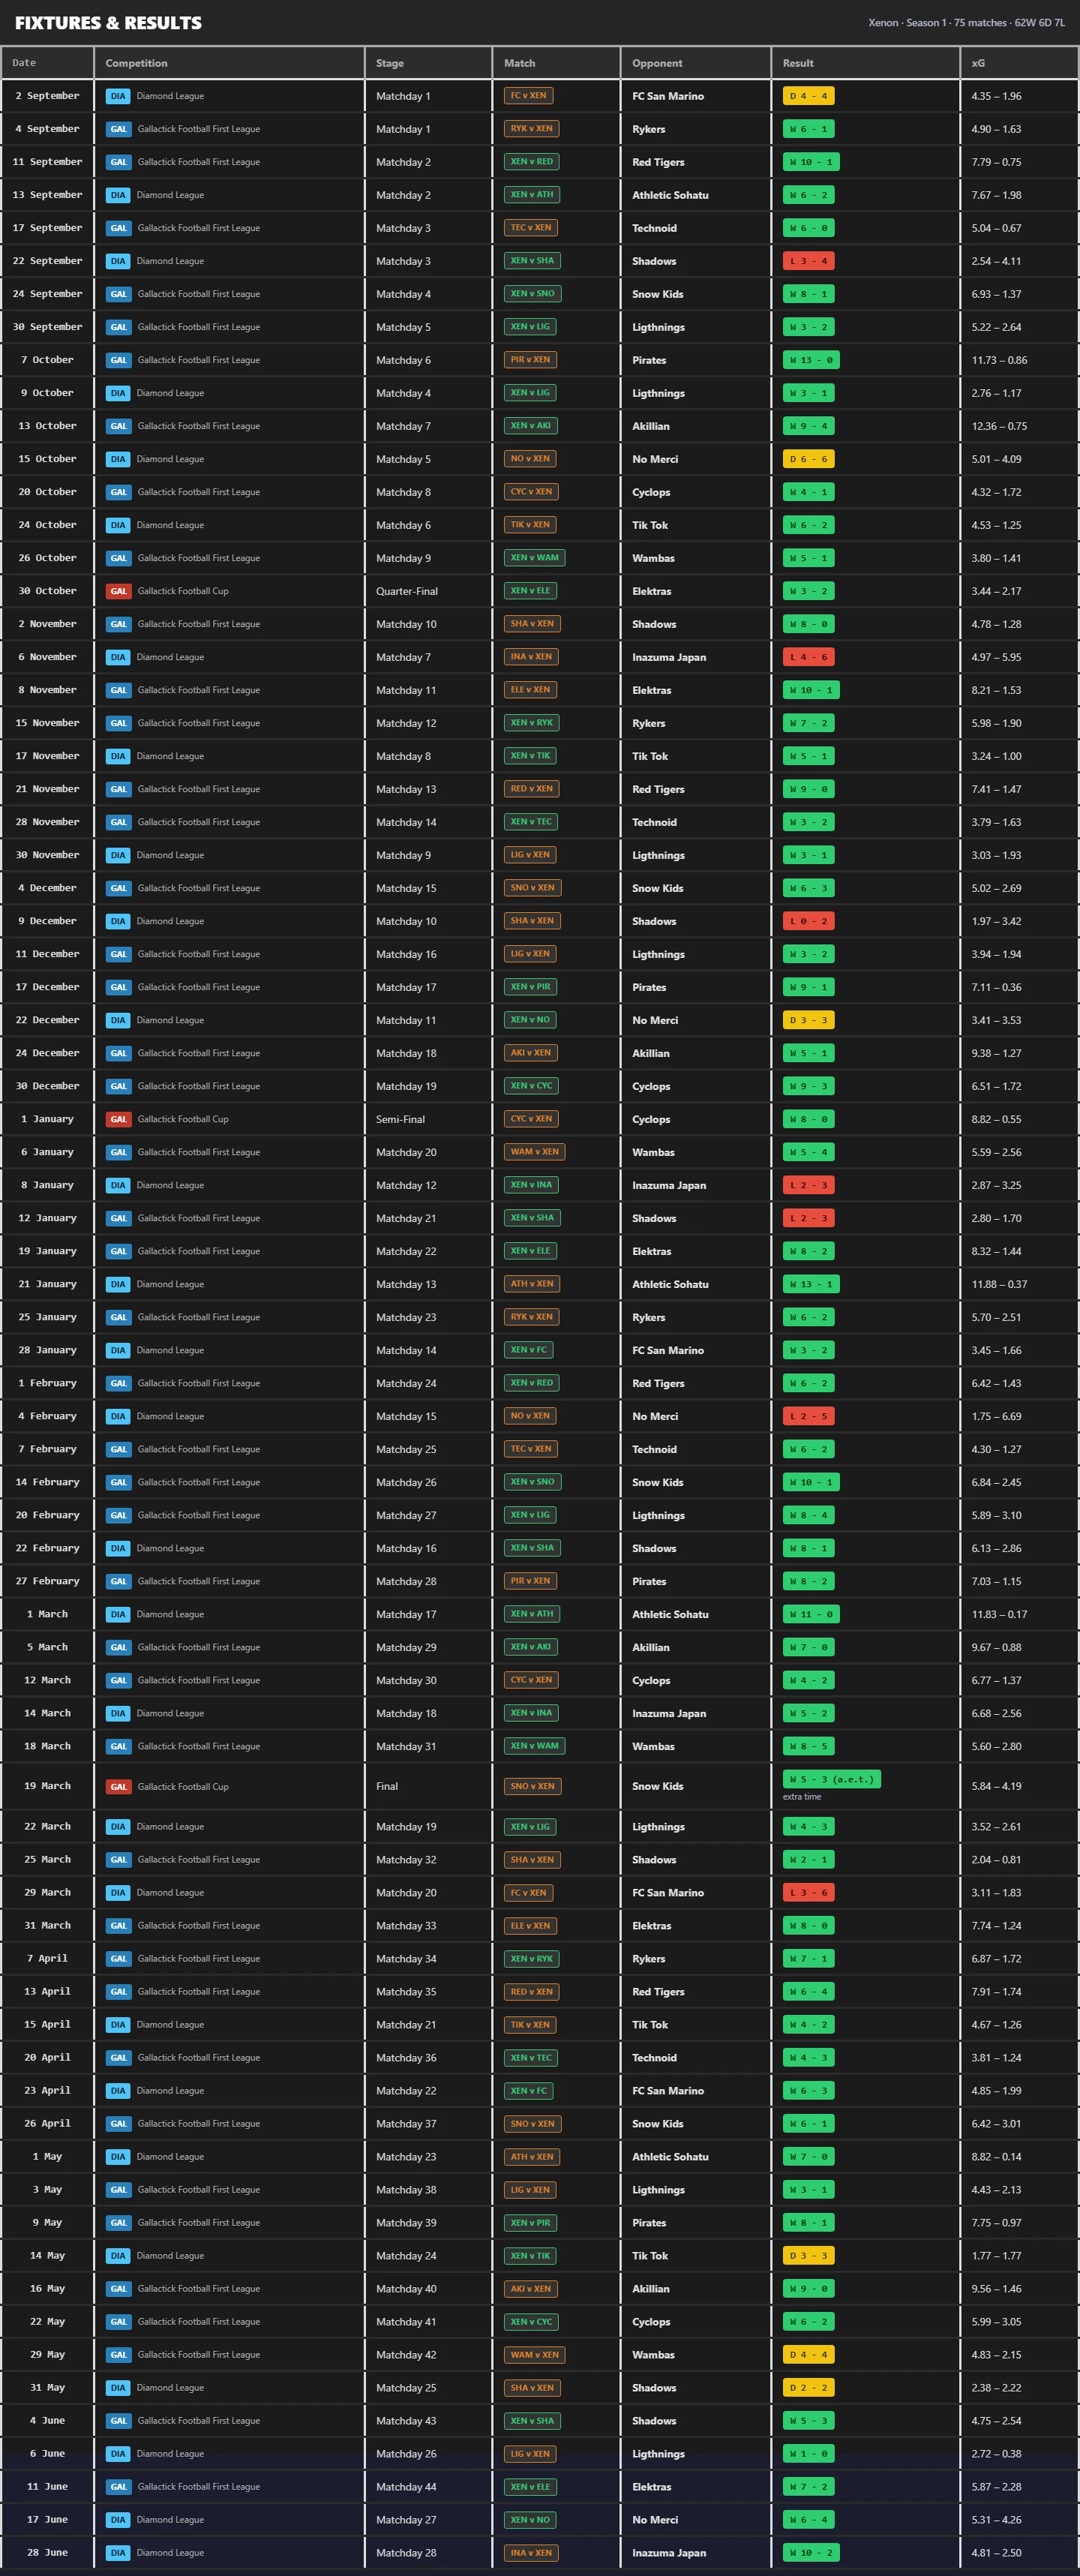 FIXTURES & RESULTS Xenon · Season 1 · 75 matches · 62W 6D 7L
Date Competition Stage Match Opponent Result xG
2 September DIA Diamond League Matchday 1 FC v XEN FC San Marino D 4 - 4 4.35 – 1.96
4 September GAL Gallactick Football First League Matchday 1 RYK v XEN Rykers W 6 - 1 4.90 – 1.63
11 September GAL Gallactick Football First League Matchday 2 XEN v RED Red Tigers W 10 - 1 7.79 – 0.75
13 September DIA Diamond League Matchday 2 XEN v ATH Athletic Sohatu W 6 - 2 7.67 – 1.98
17 September GAL Gallactick Football First League Matchday 3 TEC v XEN Technoid W 6 - 0 5.04 – 0.67
22 September DIA Diamond League Matchday 3 XEN v SHA Shadows L 3 - 4 2.54 – 4.11
24 September GAL Gallactick Football First League Matchday 4 XEN v SNO Snow Kids W 8 - 1 6.93 – 1.37
30 September GAL Gallactick Football First League Matchday 5 XEN v LIG Ligthnings W 3 - 2 5.22 – 2.64
7 October GAL Gallactick Football First League Matchday 6 PIR v XEN Pirates W 13 - 0 11.73 – 0.86
9 October DIA Diamond League Matchday 4 XEN v LIG Ligthnings W 3 - 1 2.76 – 1.17
13 October GAL Gallactick Football First League Matchday 7 XEN v AKI Akillian W 9 - 4 12.36 – 0.75
15 October DIA Diamond League Matchday 5 NO v XEN No Merci D 6 - 6 5.01 – 4.09
20 October GAL Gallactick Football First League Matchday 8 CYC v XEN Cyclops W 4 - 1 4.32 – 1.72
24 October DIA Diamond League Matchday 6 TIK v XEN Tik Tok W 6 - 2 4.53 – 1.25
26 October GAL Gallactick Football First League Matchday 9 XEN v WAM Wambas W 5 - 1 3.80 – 1.41
30 October GAL Gallactick Football Cup Quarter-Final XEN v ELE Elektras W 3 - 2 3.44 – 2.17
2 November GAL Gallactick Football First League Matchday 10 SHA v XEN Shadows W 8 - 0 4.78 – 1.28
6 November DIA Diamond League Matchday 7 INA v XEN Inazuma Japan L 4 - 6 4.97 – 5.95
8 November GAL Gallactick Football First League Matchday 11 ELE v XEN Elektras W 10 - 1 8.21 – 1.53
15 November GAL Gallactick Football First League Matchday 12 XEN v RYK Rykers W 7 - 2 5.98 – 1.90
17 November DIA Diamond League Matchday 8 XEN v TIK Tik Tok W 5 - 1 3.24 – 1.00
21 November GAL Gallactick Football First League Matchday 13 RED v XEN Red Tigers W 9 - 0 7.41 – 1.47
28 November GAL Gallactick Football First League Matchday 14 XEN v TEC Technoid W 3 - 2 3.79 – 1.63
30 November DIA Diamond League Matchday 9 LIG v XEN Ligthnings W 3 - 1 3.03 – 1.93
4 December GAL Gallactick Football First League Matchday 15 SNO v XEN Snow Kids W 6 - 3 5.02 – 2.69
9 December DIA Diamond League Matchday 10 SHA v XEN Shadows L 0 - 2 1.97 – 3.42
11 December GAL Gallactick Football First League Matchday 16 LIG v XEN Ligthnings W 3 - 2 3.94 – 1.94
17 December GAL Gallactick Football First League Matchday 17 XEN v PIR Pirates W 9 - 1 7.11 – 0.36
22 December DIA Diamond League Matchday 11 XEN v NO No Merci D 3 - 3 3.41 – 3.53
24 December GAL Gallactick Football First League Matchday 18 AKI v XEN Akillian W 5 - 1 9.38 – 1.27
30 December GAL Gallactick Football First League Matchday 19 XEN v CYC Cyclops W 9 - 3 6.51 – 1.72
1 January GAL Gallactick Football Cup Semi-Final CYC v XEN Cyclops W 8 - 0 8.82 – 0.55
6 January GAL Gallactick Football First League Matchday 20 WAM v XEN Wambas W 5 - 4 5.59 – 2.56
8 January DIA Diamond League Matchday 12 XEN v INA Inazuma Japan L 2 - 3 2.87 – 3.25
12 January GAL Gallactick Football First League Matchday 21 XEN v SHA Shadows L 2 - 3 2.80 – 1.70
19 January GAL Gallactick Football First League Matchday 22 XEN v ELE Elektras W 8 - 2 8.32 – 1.44
21 January DIA Diamond League Matchday 13 ATH v XEN Athletic Sohatu W 13 - 1 11.88 – 0.37
25 January GAL Gallactick Football First League Matchday 23 RYK v XEN Rykers W 6 - 2 5.70 – 2.51
28 January DIA Diamond League Matchday 14 XEN v FC FC San Marino W 3 - 2 3.45 – 1.66
1 February GAL Gallactick Football First League Matchday 24 XEN v RED Red Tigers W 6 - 2 6.42 – 1.43
4 February DIA Diamond League Matchday 15 NO v XEN No Merci L 2 - 5 1.75 – 6.69
7 February GAL Gallactick Football First League Matchday 25 TEC v XEN Technoid W 6 - 2 4.30 – 1.27
14 February GAL Gallactick Football First League Matchday 26 XEN v SNO Snow Kids W 10 - 1 6.84 – 2.45
20 February GAL Gallactick Football First League Matchday 27 XEN v LIG Ligthnings W 8 - 4 5.89 – 3.10
22 February DIA Diamond League Matchday 16 XEN v SHA Shadows W 8 - 1 6.13 – 2.86
27 February GAL Gallactick Football First League Matchday 28 PIR v XEN Pirates W 8 - 2 7.03 – 1.15
1 March DIA Diamond League Matchday 17 XEN v ATH Athletic Sohatu W 11 - 0 11.83 – 0.17
5 March GAL Gallactick Football First League Matchday 29 XEN v AKI Akillian W 7 - 0 9.67 – 0.88
12 March GAL Gallactick Football First League Matchday 30 CYC v XEN Cyclops W 4 - 2 6.77 – 1.37
14 March DIA Diamond League Matchday 18 XEN v INA Inazuma Japan W 5 - 2 6.68 – 2.56
18 March GAL Gallactick Football First League Matchday 31 XEN v WAM Wambas W 8 - 5 5.60 – 2.80
19 March GAL Gallactick Football Cup Final SNO v XEN Snow Kids W 5 - 3 (a.e.t.) 5.84 – 4.19
extra time
22 March DIA Diamond League Matchday 19 XEN v LIG Ligthnings W 4 - 3 3.52 – 2.61
25 March GAL Gallactick Football First League Matchday 32 SHA v XEN Shadows W 2 - 1 2.04 – 0.81
29 March DIA Diamond League Matchday 20 FC v XEN FC San Marino L 3 - 6 3.11 – 1.83
31 March GAL Gallactick Football First League Matchday 33 ELE v XEN Elektras W 8 - 0 7.74 – 1.24
7 April GAL Gallactick Football First League Matchday 34 XEN v RYK Rykers W 7 - 1 6.87 – 1.72
13 April GAL Gallactick Football First League Matchday 35 RED v XEN Red Tigers W 6 - 4 7.91 – 1.74
15 April DIA Diamond League Matchday 21 TIK v XEN Tik Tok W 4 - 2 4.67 – 1.26
20 April GAL Gallactick Football First League Matchday 36 XEN v TEC Technoid W 4 - 3 3.81 – 1.24
23 April DIA Diamond League Matchday 22 XEN v FC FC San Marino W 6 - 3 4.85 – 1.99
26 April GAL Gallactick Football First League Matchday 37 SNO v XEN Snow Kids W 6 - 1 6.42 – 3.01
1 May DIA Diamond League Matchday 23 ATH v XEN Athletic Sohatu W 7 - 0 8.82 – 0.14
3 May GAL Gallactick Football First League Matchday 38 LIG v XEN Ligthnings W 3 - 1 4.43 – 2.13
9 May GAL Gallactick Football First League Matchday 39 XEN v PIR Pirates W 8 - 1 7.75 – 0.97
14 May DIA Diamond League Matchday 24 XEN v TIK Tik Tok D 3 - 3 1.77 – 1.77
16 May GAL Gallactick Football First League Matchday 40 AKI v XEN Akillian W 9 - 0 9.56 – 1.46
22 May GAL Gallactick Football First League Matchday 41 XEN v CYC Cyclops W 6 - 2 5.99 – 3.05
29 May GAL Gallactick Football First League Matchday 42 WAM v XEN Wambas D 4 - 4 4.83 – 2.15
31 May DIA Diamond League Matchday 25 SHA v XEN Shadows D 2 - 2 2.38 – 2.22
4 June GAL Gallactick Football First League Matchday 43 XEN v SHA Shadows W 5 - 3 4.75 – 2.54
6 June DIA Diamond League Matchday 26 LIG v XEN Ligthnings W 1 - 0 2.72 – 0.38
11 June GAL Gallactick Football First League Matchday 44 XEN v ELE Elektras W 7 - 2 5.87 – 2.28
17 June DIA Diamond League Matchday 27 XEN v NO No Merci W 6 - 4 5.31 – 4.26
28 June DIA Diamond League Matchday 28 INA v XEN Inazuma Japan W 10 - 2 4.81 – 2.50